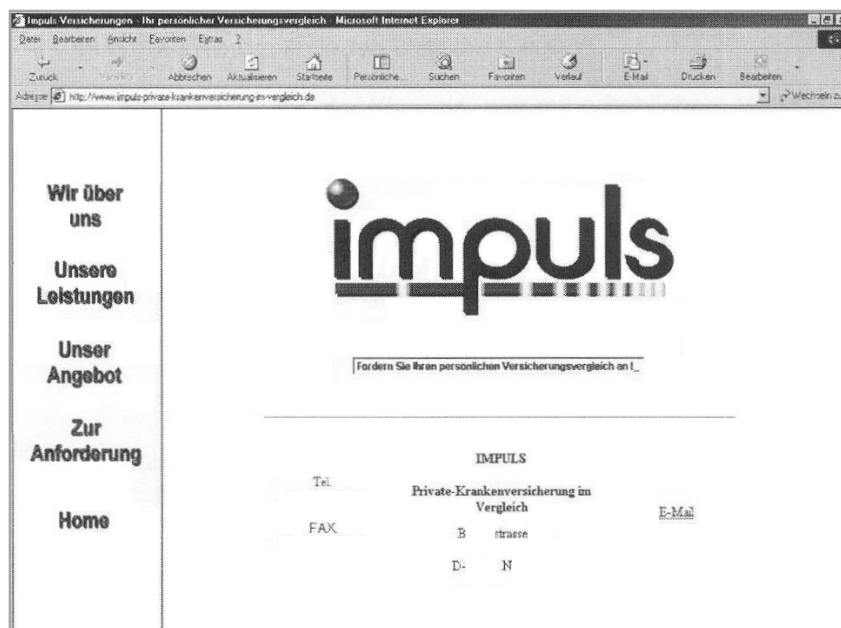 Impuls Versicherungen - Ihr persönlicher Versicherungsvergleich - Microsoft Internet Explorer
Datei Bearbeiten Ansicht Favoriten Extras ?
Zurück Vorwärts Abbrechen Aktualisieren Startseite Persönliche... Suchen Favoriten Verlauf E-Mail Drucken Bearbeiten
Adresse http://www.impuls-private-krankenversicherung-im-vergleich.de Wechseln zu
Wir über
uns
Unsere
Leistungen
Unser
Angebot
Zur
Anforderung
Home
impuls
Fordern Sie Ihren persönlichen Versicherungsvergleich an !_
IMPULS
Tel.
Private-Krankenversicherung im
Vergleich
E-Mail
FAX
B strasse
D- N